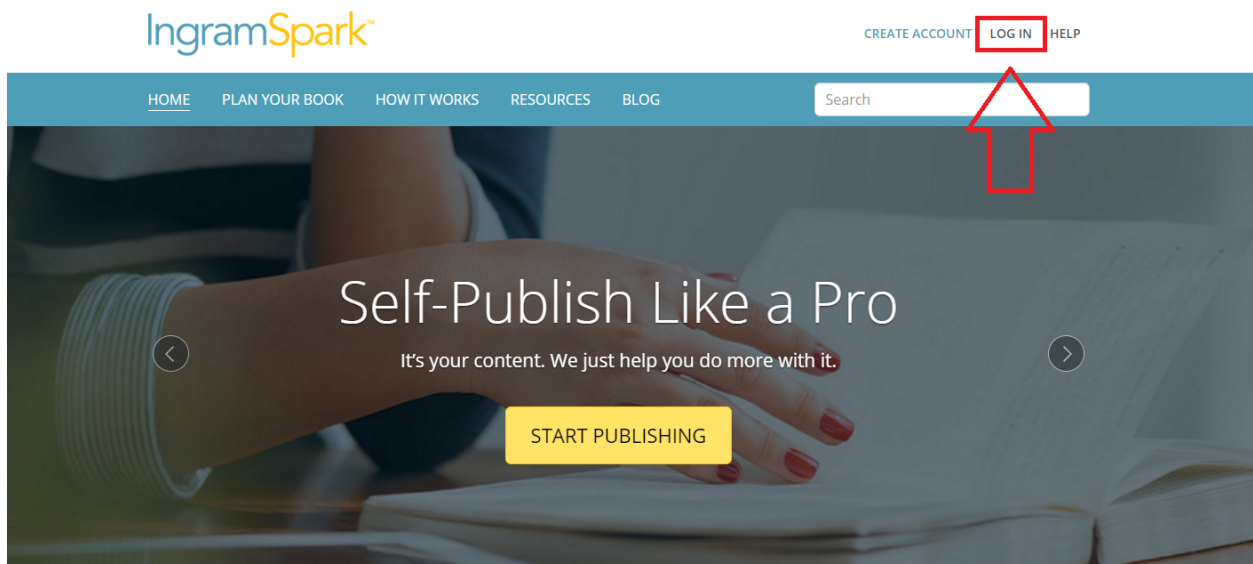 IngramSpark™
CREATE ACCOUNT LOG IN HELP
HOME PLAN YOUR BOOK HOW IT WORKS RESOURCES BLOG Search
Self-Publish Like a Pro
It's your content. We just help you do more with it.
START PUBLISHING